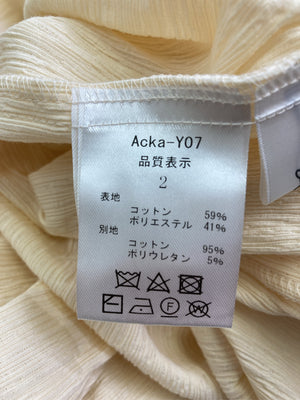 Acka-Y07
品質表示
2
表地
コットン 59%
ポリエステル 41%
別地
コットン 95%
ポリウレタン 5%